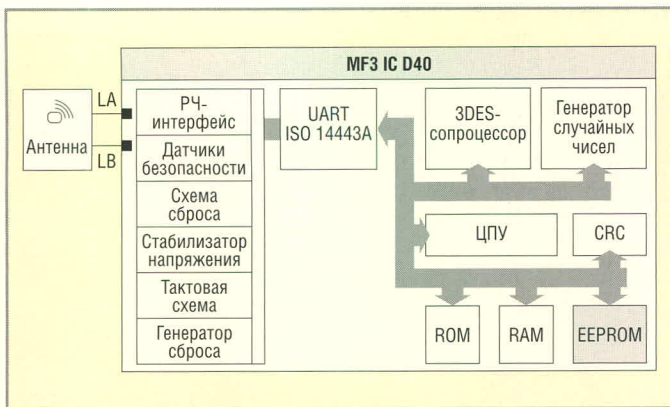 MF3 IC D40
LA
LB
Антенна
РЧ-
интерфейс
Датчики
безопасности
Схема
сброса
Стабилизатор
напряжения
Тактовая
схема
Генератор
сброса
UART
ISO 14443A
3DES-
сопроцессор
Генератор
случайных
чисел
ЦПУ
CRC
ROM
RAM
EEPROM